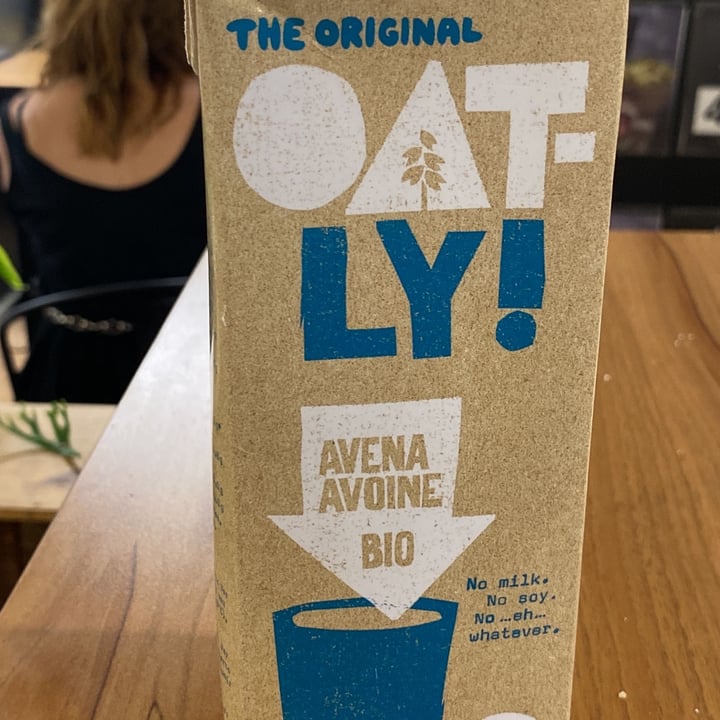 THE ORIGINAL
OAT-
LY!
AVENA
AVOINE
BIO
No milk.
No soy.
No ...eh...
whatever.